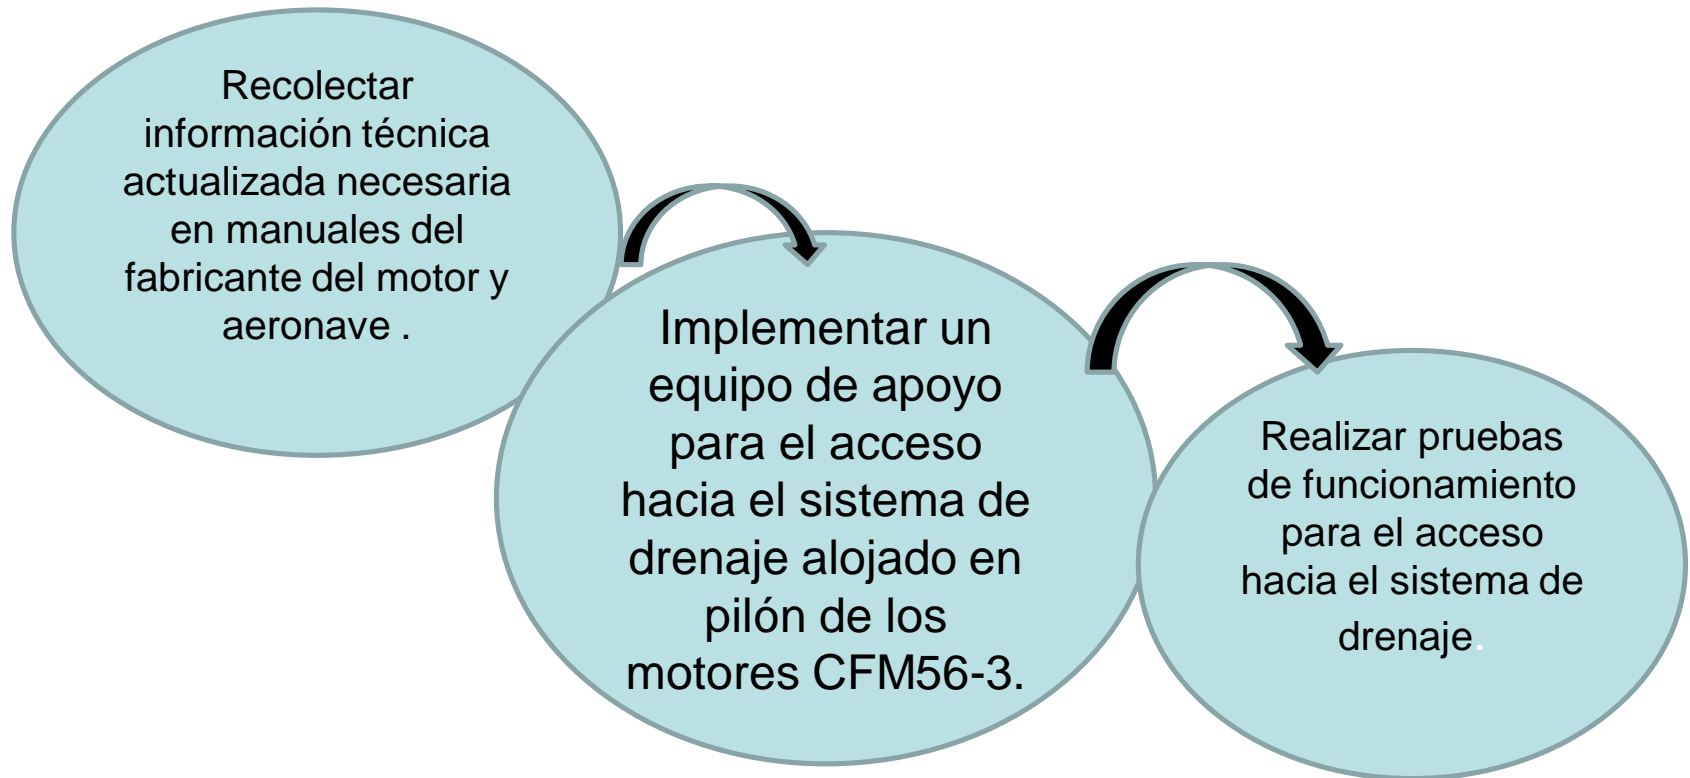 Recolectar
información técnica
actualizada necesaria
en manuales del
fabricante del motor y
aeronave .
Implementar un
equipo de apoyo
para el acceso
hacia el sistema de
drenaje alojado en
pilón de los
motores CFM56-3.
Realizar pruebas
de funcionamiento
para el acceso
hacia el sistema de
drenaje.